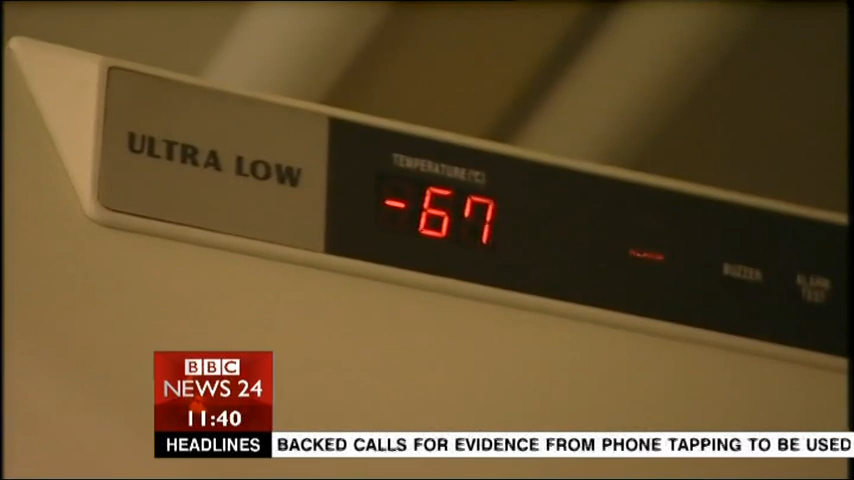 ULTRA LOW
TEMPERATURE (°C)
-67
BUZZER
ALARM
TEST
BBC
NEWS 24
11:40
HEADLINES
BACKED CALLS FOR EVIDENCE FROM PHONE TAPPING TO BE USED